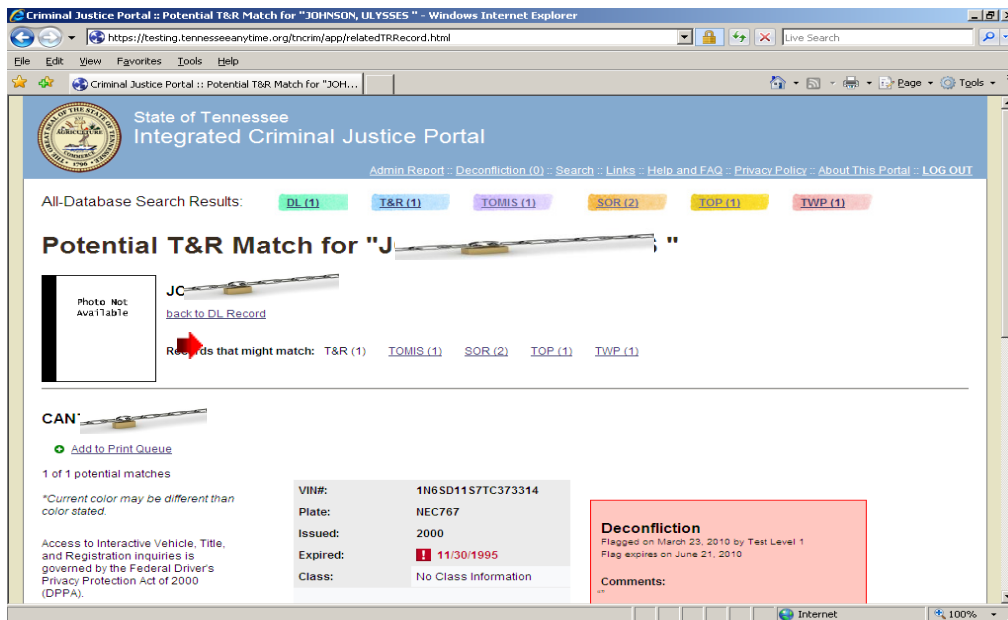 Criminal Justice Portal :: Potential T&R Match for "JOHNSON, ULYSSES " - Windows Internet Explorer
https://testing.tennesseeanytime.org/tncrim/app/relatedTRRecord.html
Live Search
File Edit View Favorites Tools Help
Criminal Justice Portal :: Potential T&R Match for "JOH...
Page Tools
THE STATE OF
AGRICULTURE
COMMERCE
1796
State of Tennessee
Integrated Criminal Justice Portal
Admin Report :: Deconfliction (0) :: Search :: Links :: Help and FAQ :: Privacy Policy :: About This Portal :: LOG OUT
All-Database Search Results: DL (1) T&R (1) TOMIS (1) SOR (2) TOP (1) TWP (1)
Potential T&R Match for "J "
Photo Not
Available
JO
back to DL Record
Records that might match: T&R (1) TOMIS (1) SOR (2) TOP (1) TWP (1)
CAN
Add to Print Queue
1 of 1 potential matches
*Current color may be different than
color stated.
Access to Interactive Vehicle, Title,
and Registration inquiries is
governed by the Federal Driver's
Privacy Protection Act of 2000
(DPPA).
VIN#: 1N6SD11S7TC373314
Plate: NEC767
Issued: 2000
Expired: ! 11/30/1995
Class: No Class Information
Deconfliction
Flagged on March 23, 2010 by Test Level 1
Flag expires on June 21, 2010
Comments:
""
Internet 100%